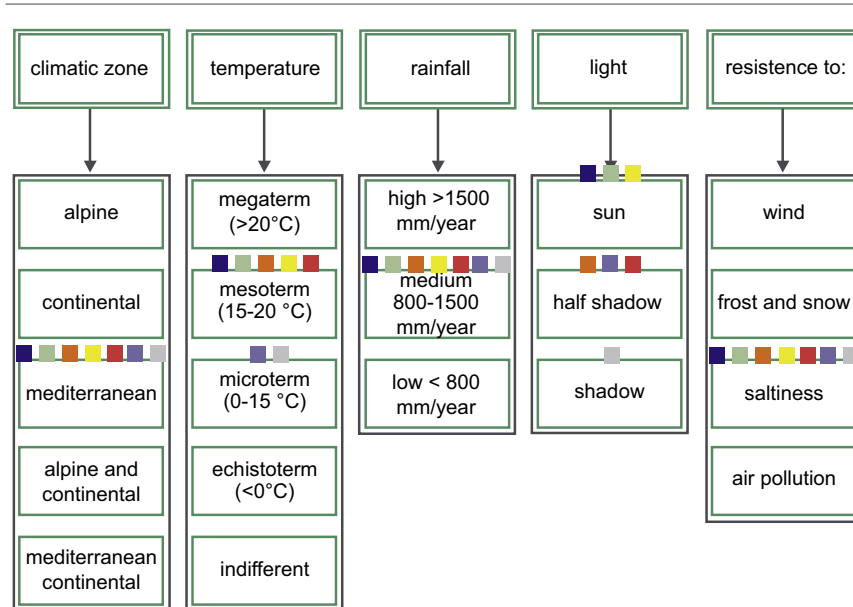 climatic zone
temperature
rainfall
light
resistence to:
alpine
continental
mediterranean
alpine and
continental
mediterranean
continental
megaterm
(>20°C)
mesoterm
(15-20 °C)
microterm
(0-15 °C)
echistoterm
(<0°C)
indifferent
high >1500
mm/year
medium
800-1500
mm/year
low < 800
mm/year
sun
half shadow
shadow
wind
frost and snow
saltiness
air pollution